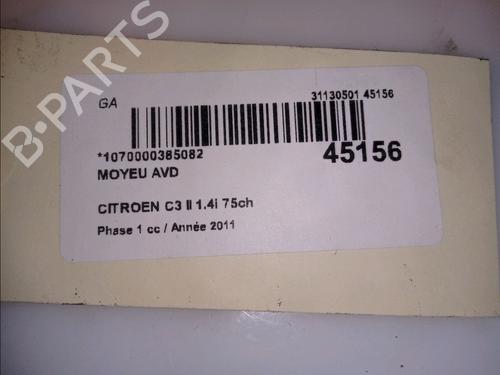 GA
31130501 45156
*1070000385082
45156
MOYEU AVD
CITROEN C3 II 1.4i 75ch
Phase 1 cc / Année 2011
B-PARTS